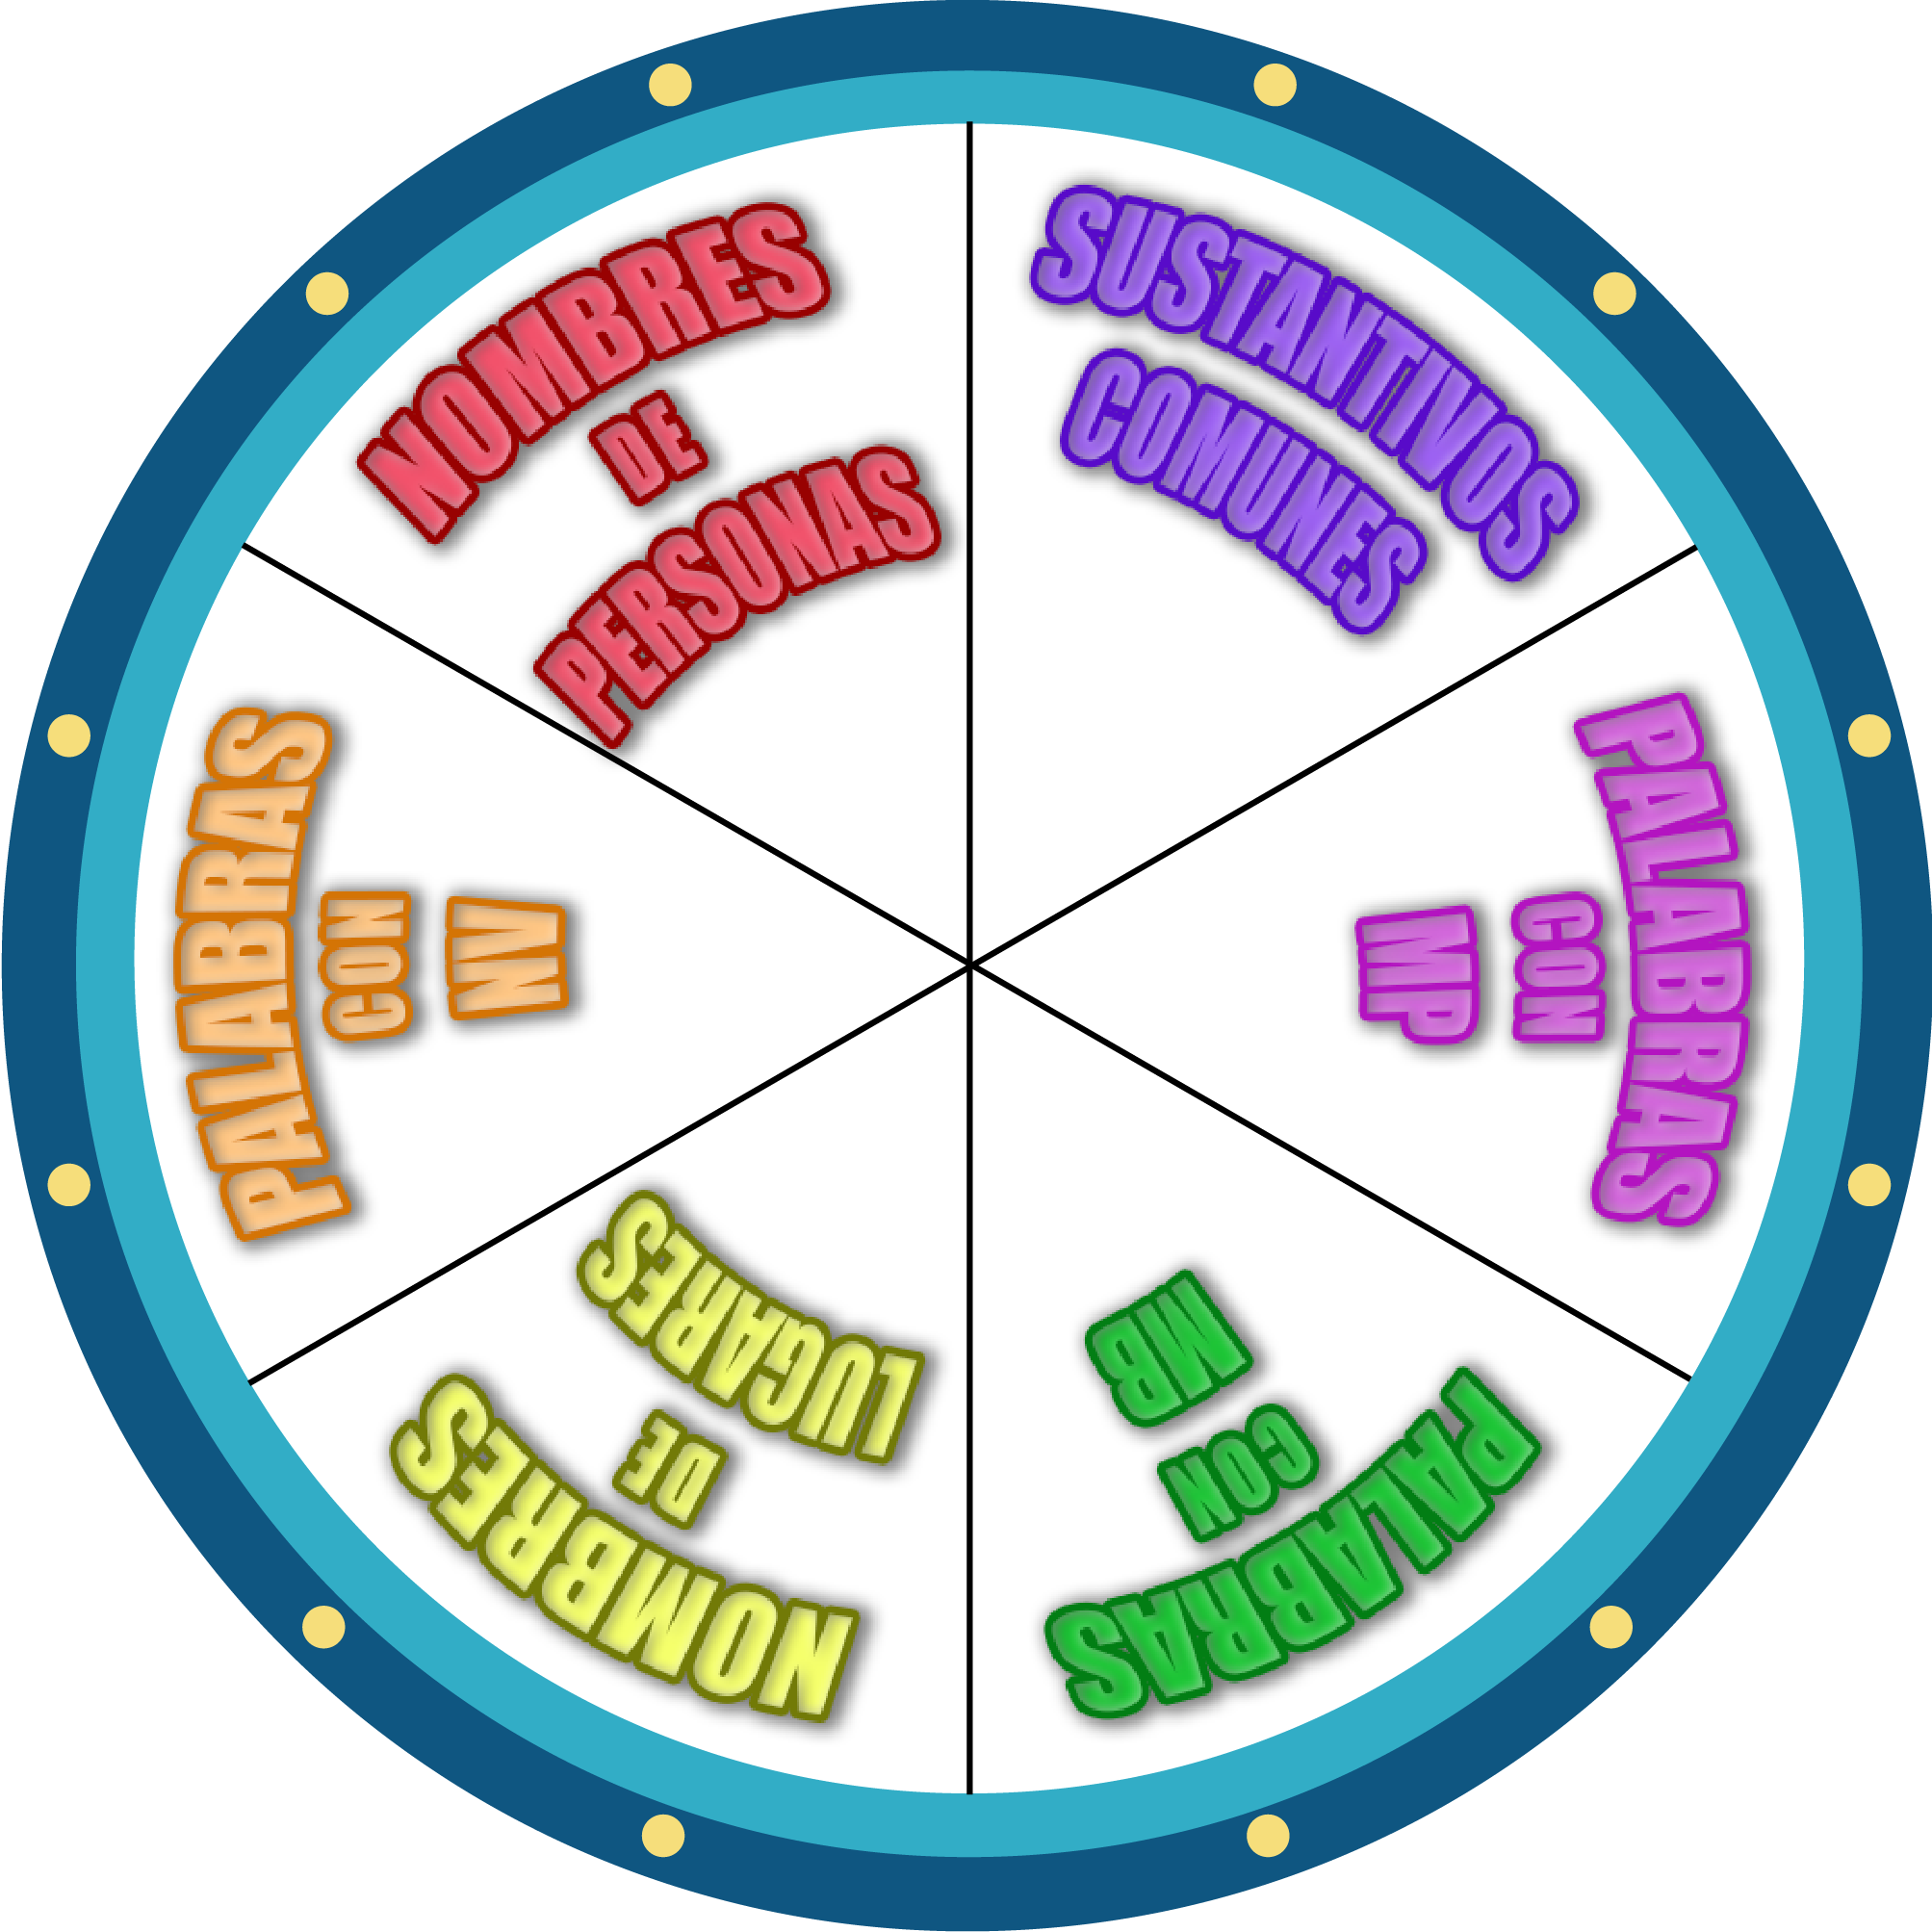 SUSTANTIVOS
COMUNES
PALABRAS
CON
MP
PALABRAS
CON
MB
NOMBRES
DE
LUGARES
PALABRAS
CON
NV
NOMBRES
DE
PERSONAS